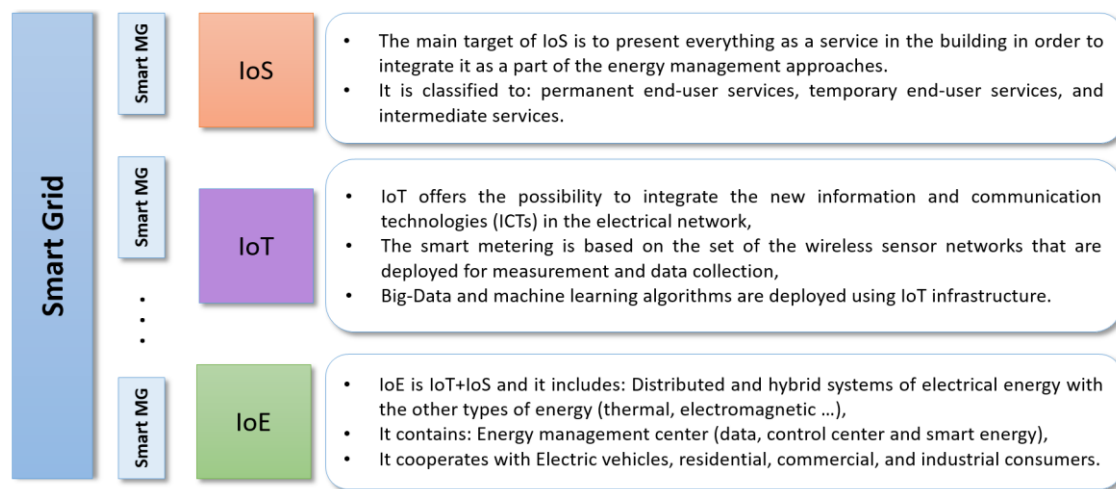 Smart Grid
Smart MG
IoS
• The main target of IoS is to present everything as a service in the building in order to
integrate it as a part of the energy management approaches.
• It is classified to: permanent end-user services, temporary end-user services, and
intermediate services.
Smart MG
IoT
• IoT offers the possibility to integrate the new information and communication
technologies (ICTs) in the electrical network,
• The smart metering is based on the set of the wireless sensor networks that are
deployed for measurement and data collection,
• Big-Data and machine learning algorithms are deployed using IoT infrastructure.
Smart MG
IoE
• IoE is IoT+IoS and it includes: Distributed and hybrid systems of electrical energy with
the other types of energy (thermal, electromagnetic ...),
• It contains: Energy management center (data, control center and smart energy),
• It cooperates with Electric vehicles, residential, commercial, and industrial consumers.